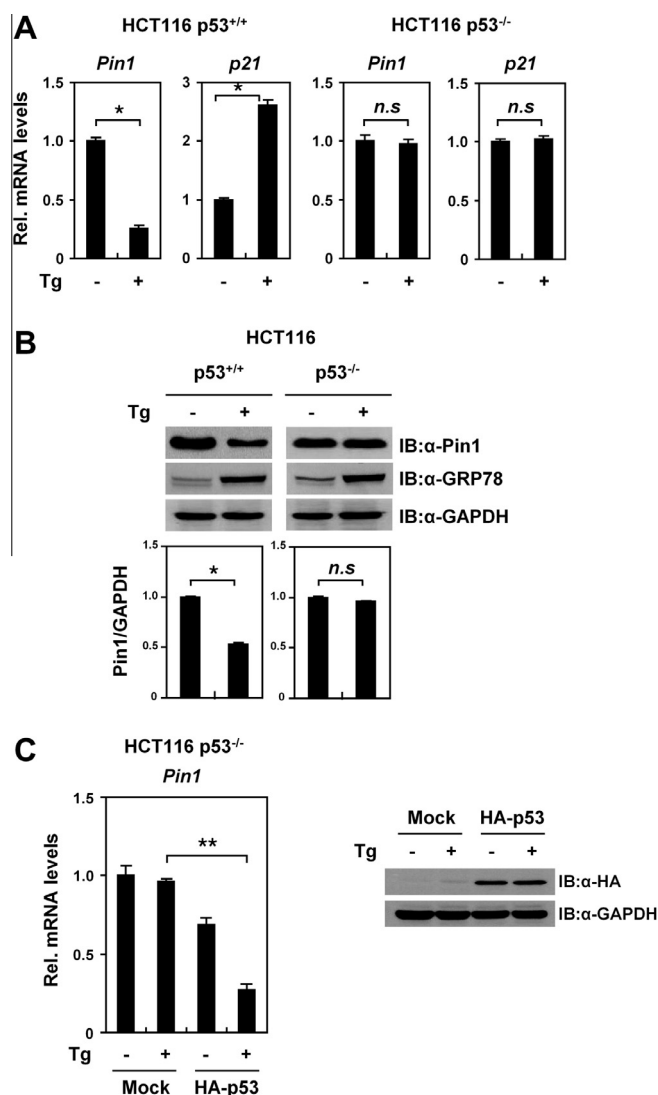 A
HCT116 p53+/+
HCT116 p53-/-
Pin1
p21
Pin1
p21
Rel. mRNA levels
1.5
1.0
0.5
0
*
3
2
1
0
*
1.5
1.0
0.5
0
n.s
1.5
1.0
0.5
0
n.s
Tg - + - + - + - +
B
HCT116
p53+/+ p53-/-
Tg - + - +
IB:α-Pin1
IB:α-GRP78
IB:α-GAPDH
Pin1/GAPDH
1.5
1.0
0.5
0
*
1.5
1.0
0.5
0
n.s
C
HCT116 p53-/-
Pin1
Rel. mRNA levels
1.5
1.0
0.5
0
**
Tg - + - +
Mock HA-p53
Mock HA-p53
Tg - + - +
IB:α-HA
IB:α-GAPDH